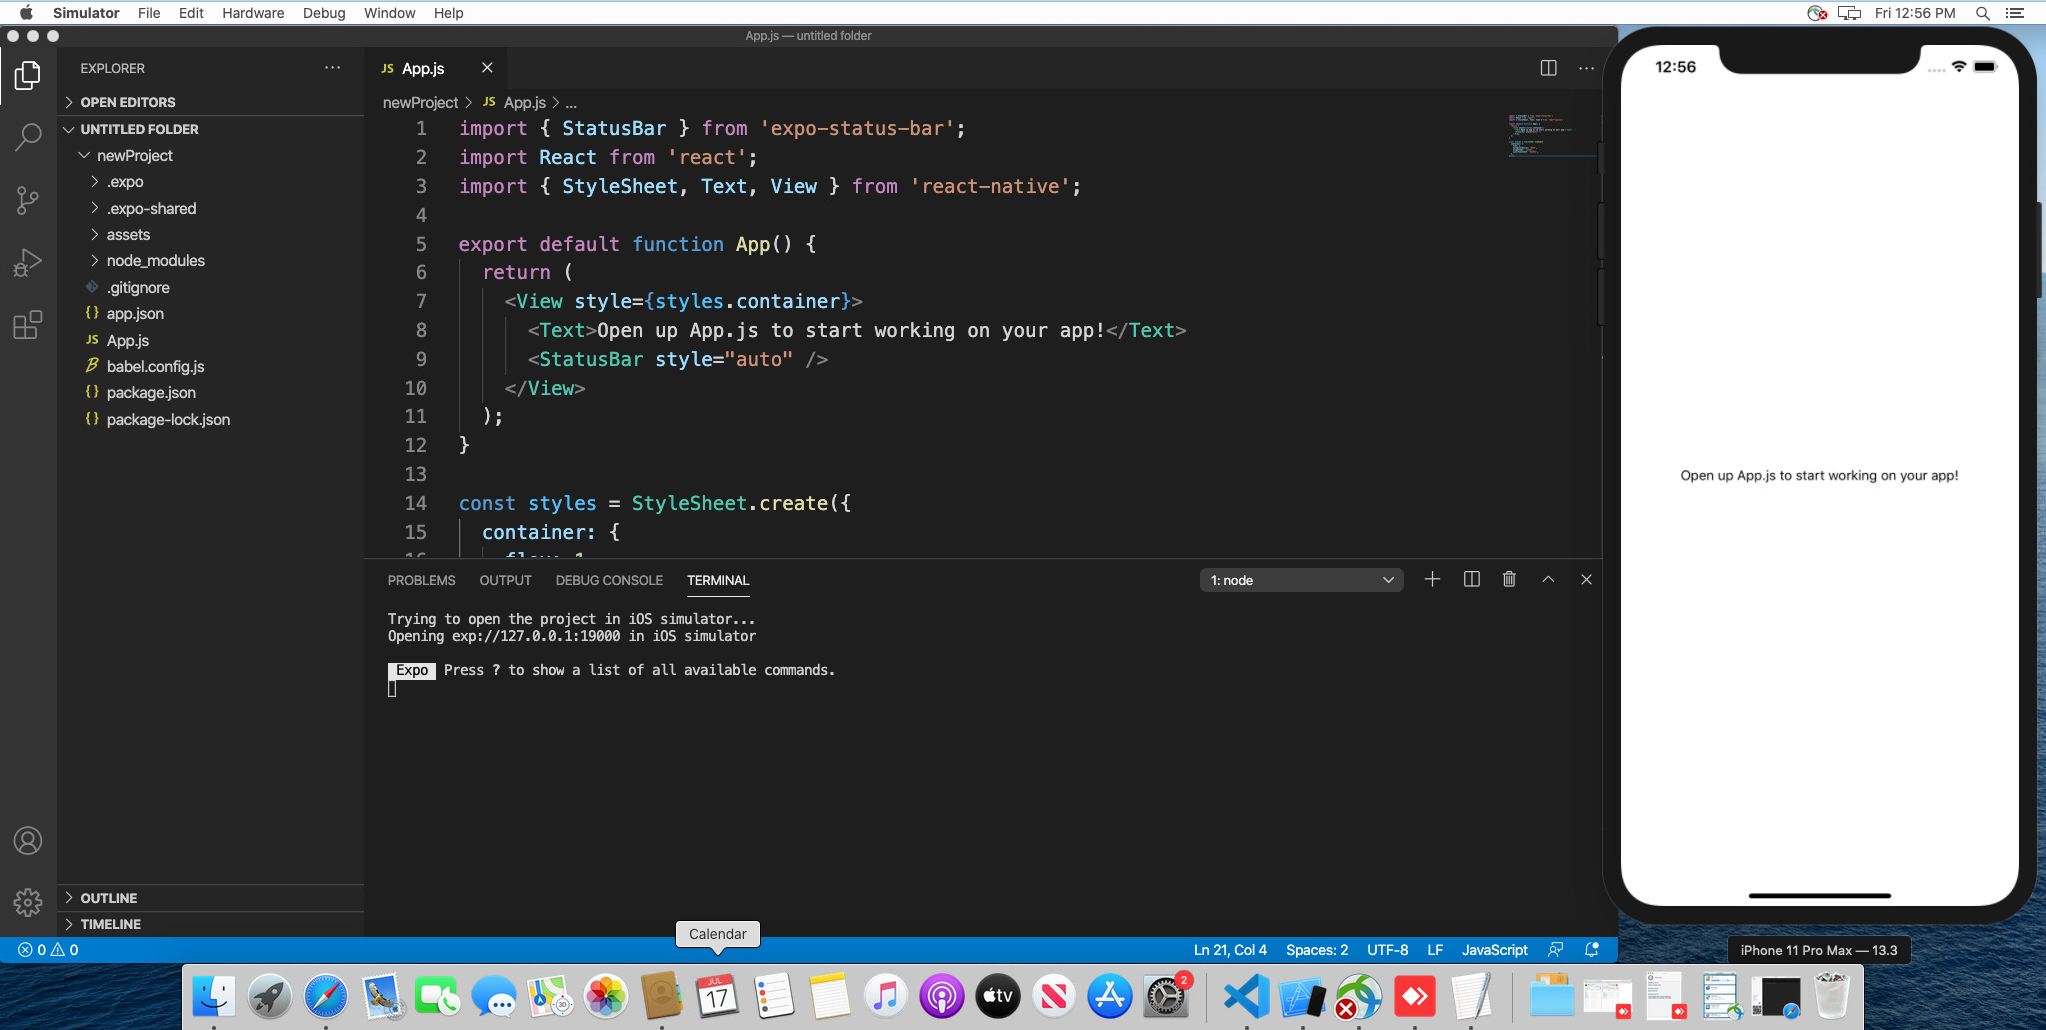 Simulator File Edit Hardware Debug Window Help
Fri 12:56 PM
App.js — untitled folder
EXPLORER
OPEN EDITORS
UNTITLED FOLDER
newProject
.expo
.expo-shared
assets
node_modules
.gitignore
{} app.json
JS App.js
babel.config.js
{} package.json
{} package-lock.json
OUTLINE
TIMELINE
JS App.js
newProject > JS App.js > ...
1 import { StatusBar } from 'expo-status-bar';
2 import React from 'react';
3 import { StyleSheet, Text, View } from 'react-native';
4
5 export default function App() {
6 return (
7 <View style={styles.container}>
8 <Text>Open up App.js to start working on your app!</Text>
9 <StatusBar style="auto" />
10 </View>
11 );
12 }
13
14 const styles = StyleSheet.create({
15 container: {
16 flex: 1
PROBLEMS OUTPUT DEBUG CONSOLE TERMINAL
1: node
Trying to open the project in iOS simulator...
Opening exp://127.0.0.1:19000 in iOS simulator
Expo Press ? to show a list of all available commands.
12:56
Open up App.js to start working on your app!
iPhone 11 Pro Max — 13.3
0 0
Ln 21, Col 4 Spaces: 2 UTF-8 LF JavaScript
Calendar
JUL
17
tv
2